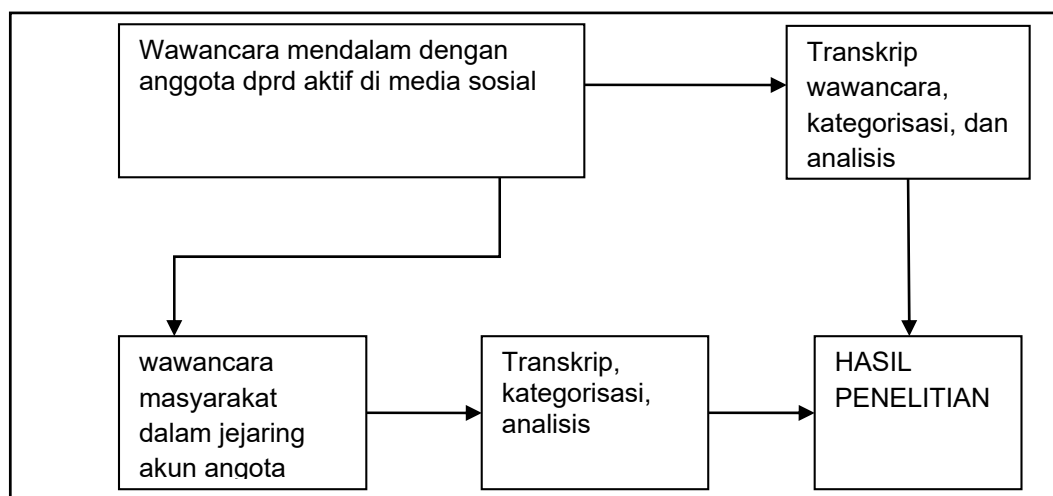 Wawancara mendalam dengan
anggota dprd aktif di media sosial
Transkrip
wawancara,
kategorisasi, dan
analisis
wawancara
masyarakat
dalam jejaring
akun angota
Transkrip,
kategorisasi,
analisis
HASIL
PENELITIAN